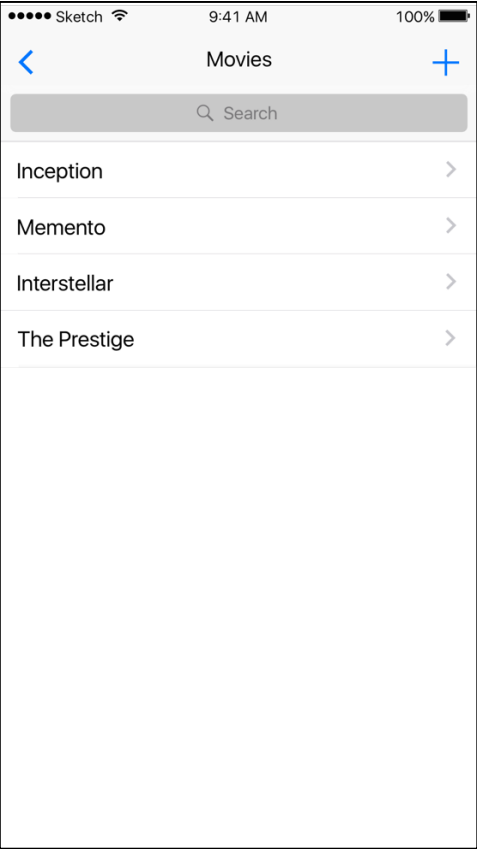 Sketch 9:41 AM 100%
Movies
Search
Inception
Memento
Interstellar
The Prestige